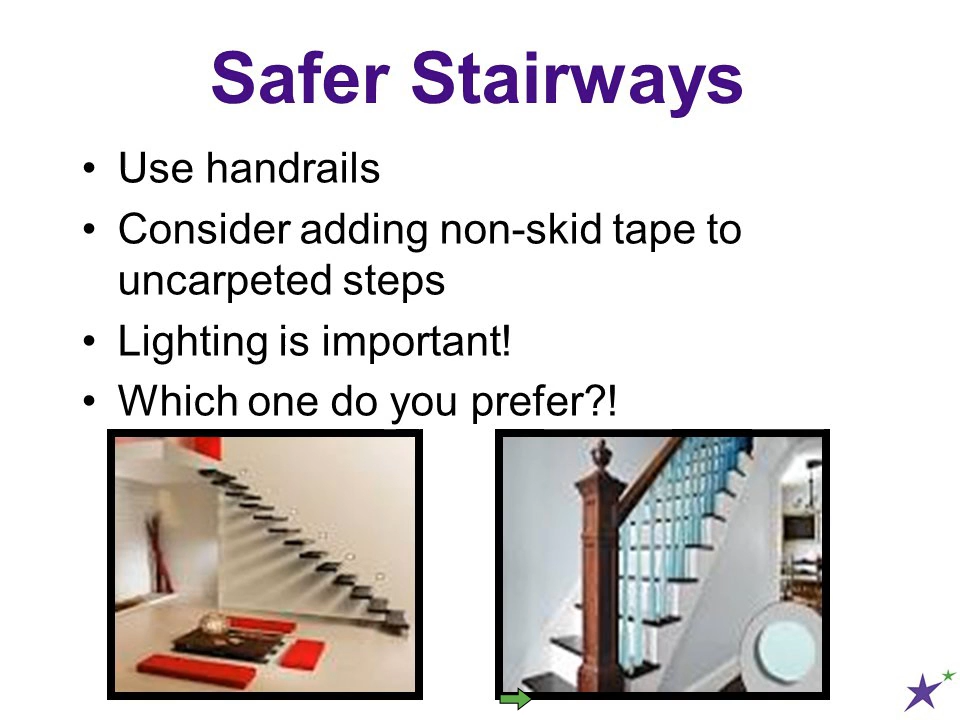 Safer Stairways
• Use handrails
• Consider adding non-skid tape to
uncarpeted steps
• Lighting is important!
• Which one do you prefer?!